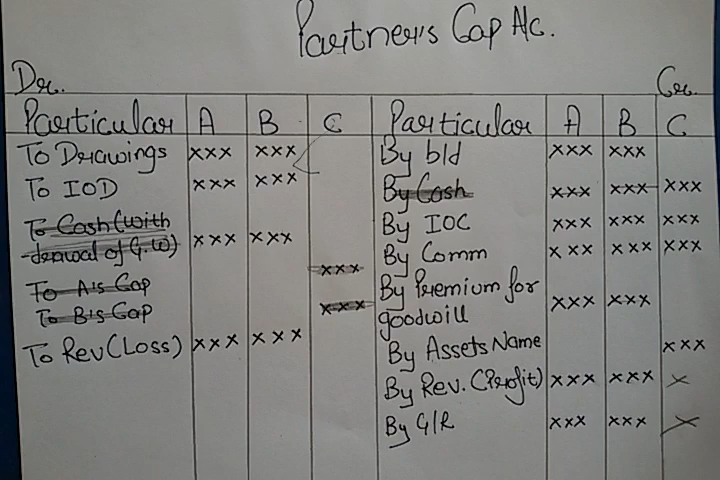 Partner's Cap A/c.
Dr. Cr.
Particular A B C Particular A B C
To Drawings xxx xxx By b/d xxx xxx
To IOD xxx xxx By Cash xxx xxx xxx
To Cash (with By IOC xxx xxx xxx
derawal of G.W) xxx xxx By Comm xxx xxx xxx
To A's Cap xxx By Premium for
To B's Cap xxx goodwill xxx xxx
To Rev (Loss) xxx xxx By Assets Name xxx
By Rev. (Profit) xxx xxx x
By G/R xxx xxx x